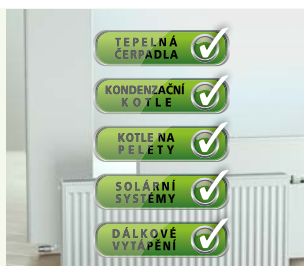 TEPELNÁ
ČERPADLA
KONDENZAČNÍ
KOTLE
KOTLE NA
PELETY
SOLÁRNÍ
SYSTÉMY
DÁLKOVÉ
VYTÁPĚNÍ